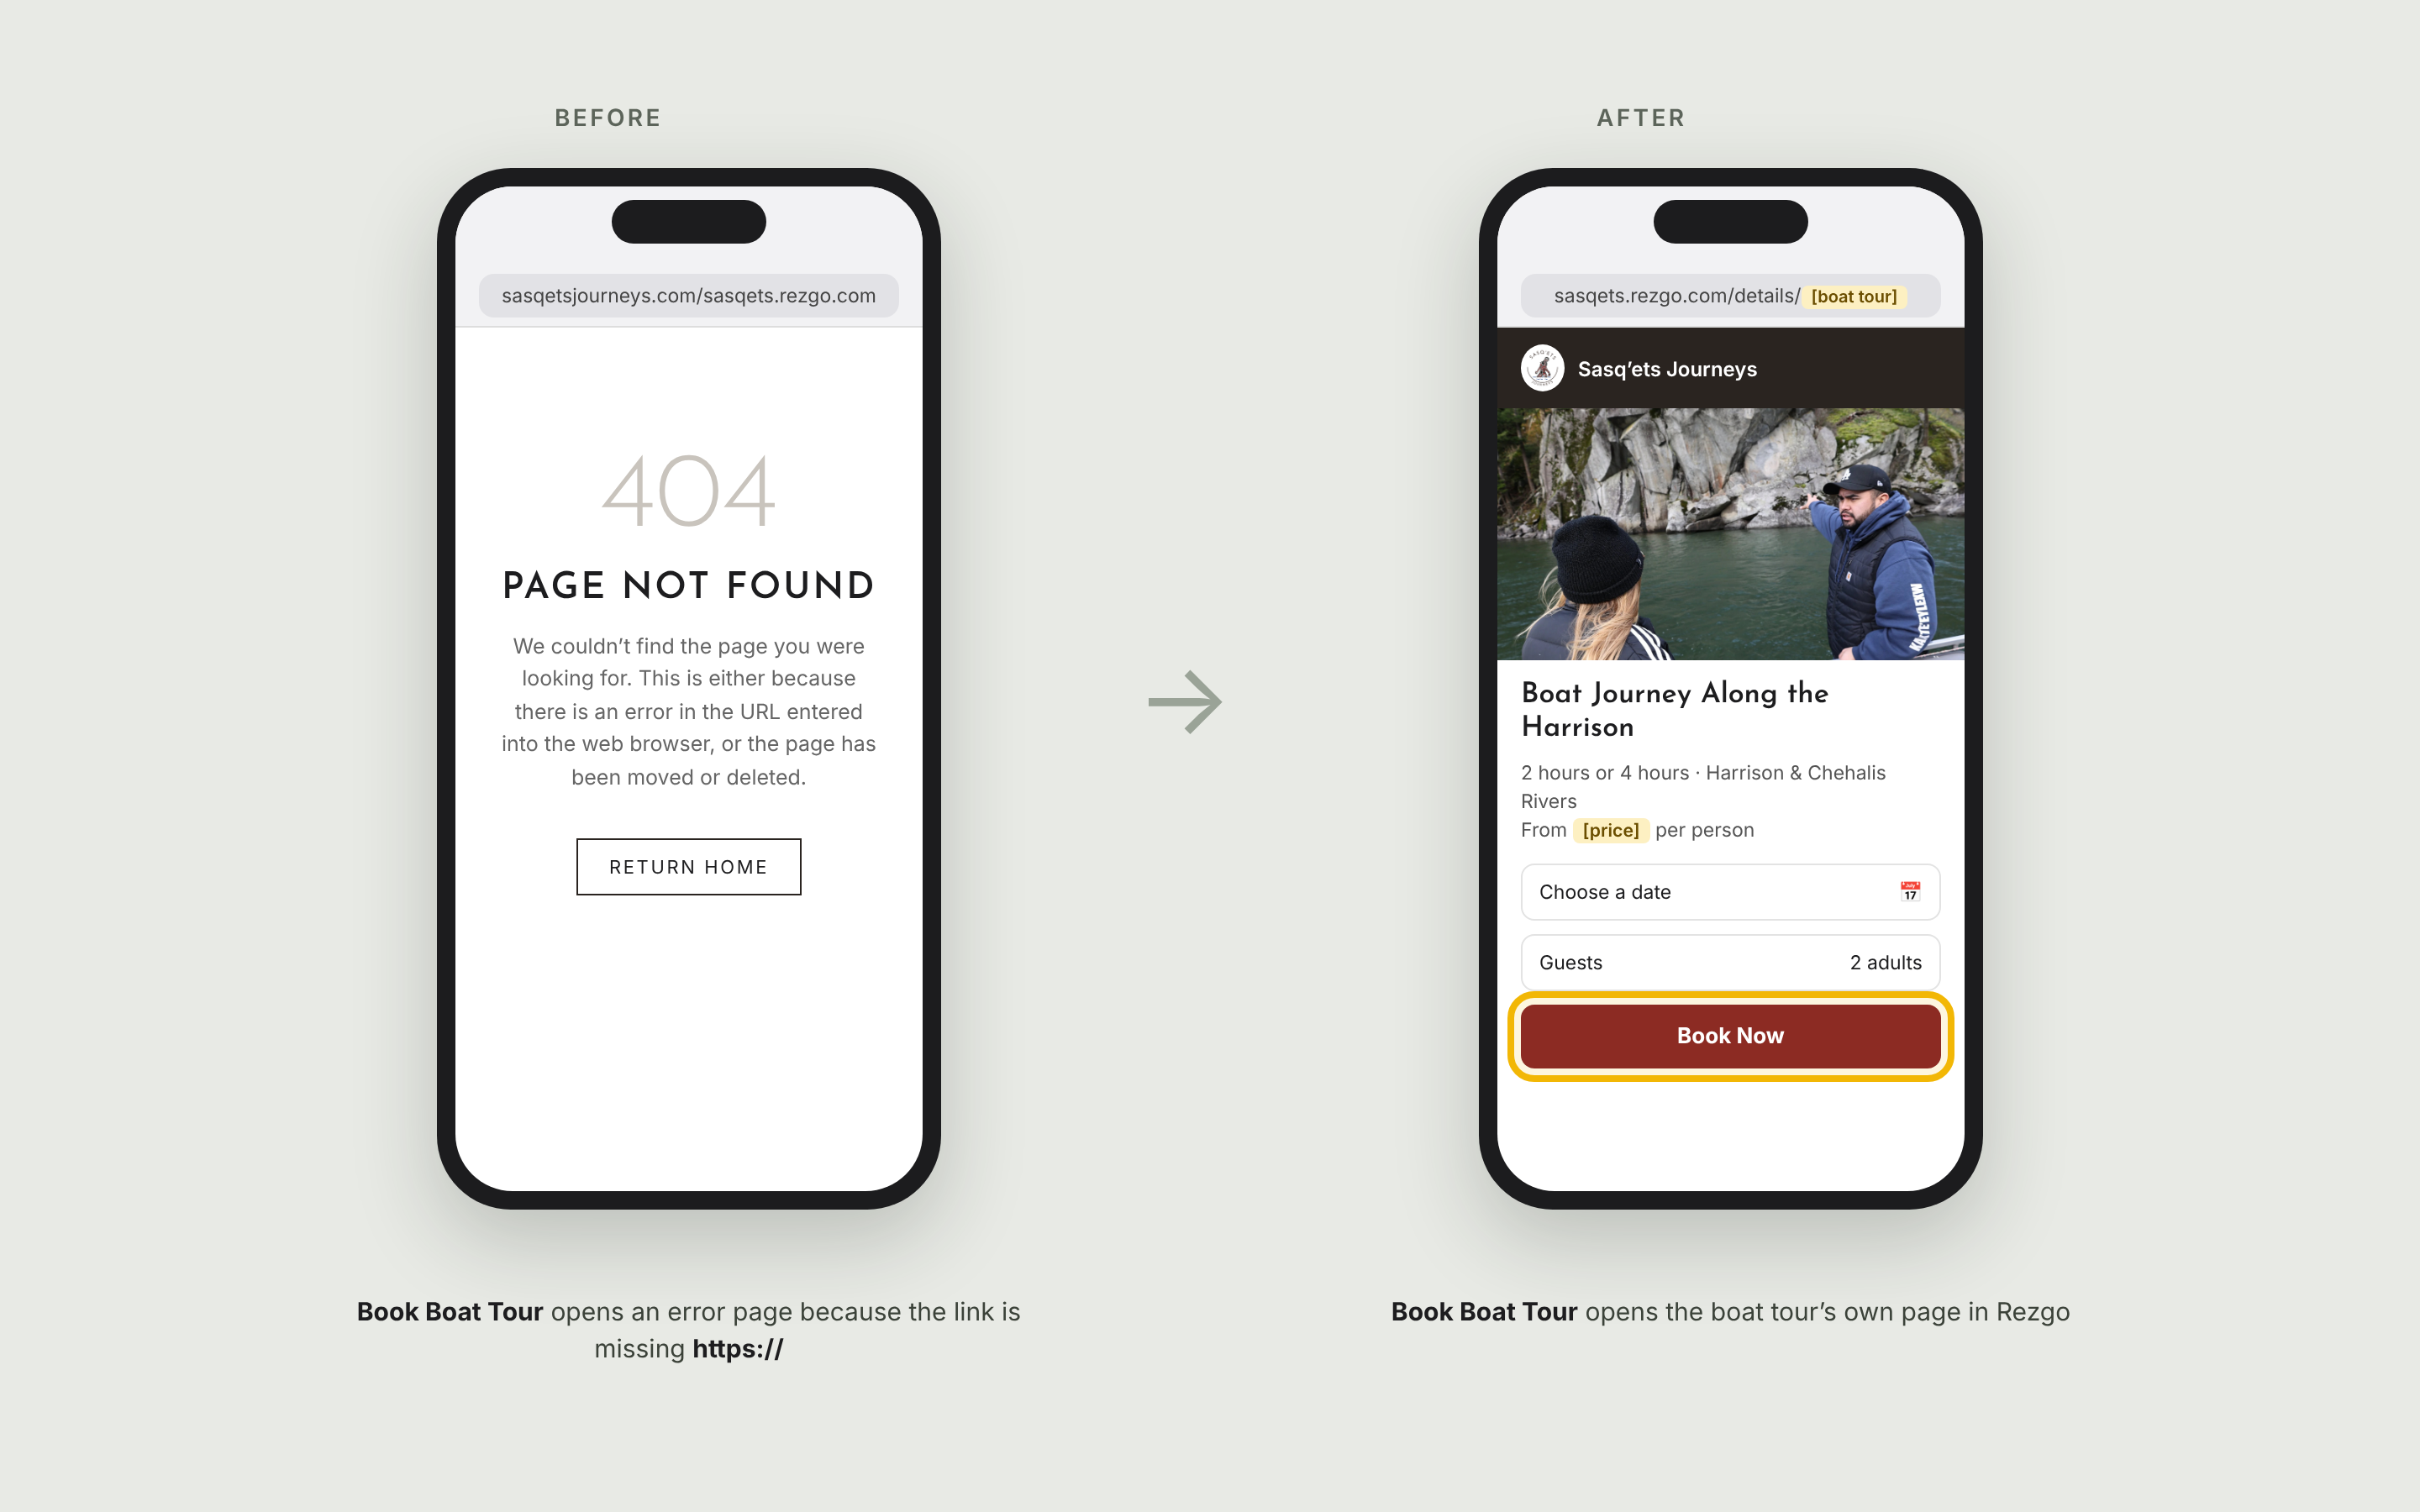 BEFORE
sasqetsjourneys.com/sasqets.rezgo.com
404
PAGE NOT FOUND
We couldn’t find the page you were
looking for. This is either because
there is an error in the URL entered
into the web browser, or the page has
been moved or deleted.
RETURN HOME
Book Boat Tour opens an error page because the link is
missing https://
AFTER
sasqets.rezgo.com/details/[boat tour]
Sasq’ets Journeys
Boat Journey Along the
Harrison
2 hours or 4 hours · Harrison & Chehalis
Rivers
From [price] per person
Choose a date
Guests 2 adults
Book Now
Book Boat Tour opens the boat tour’s own page in Rezgo